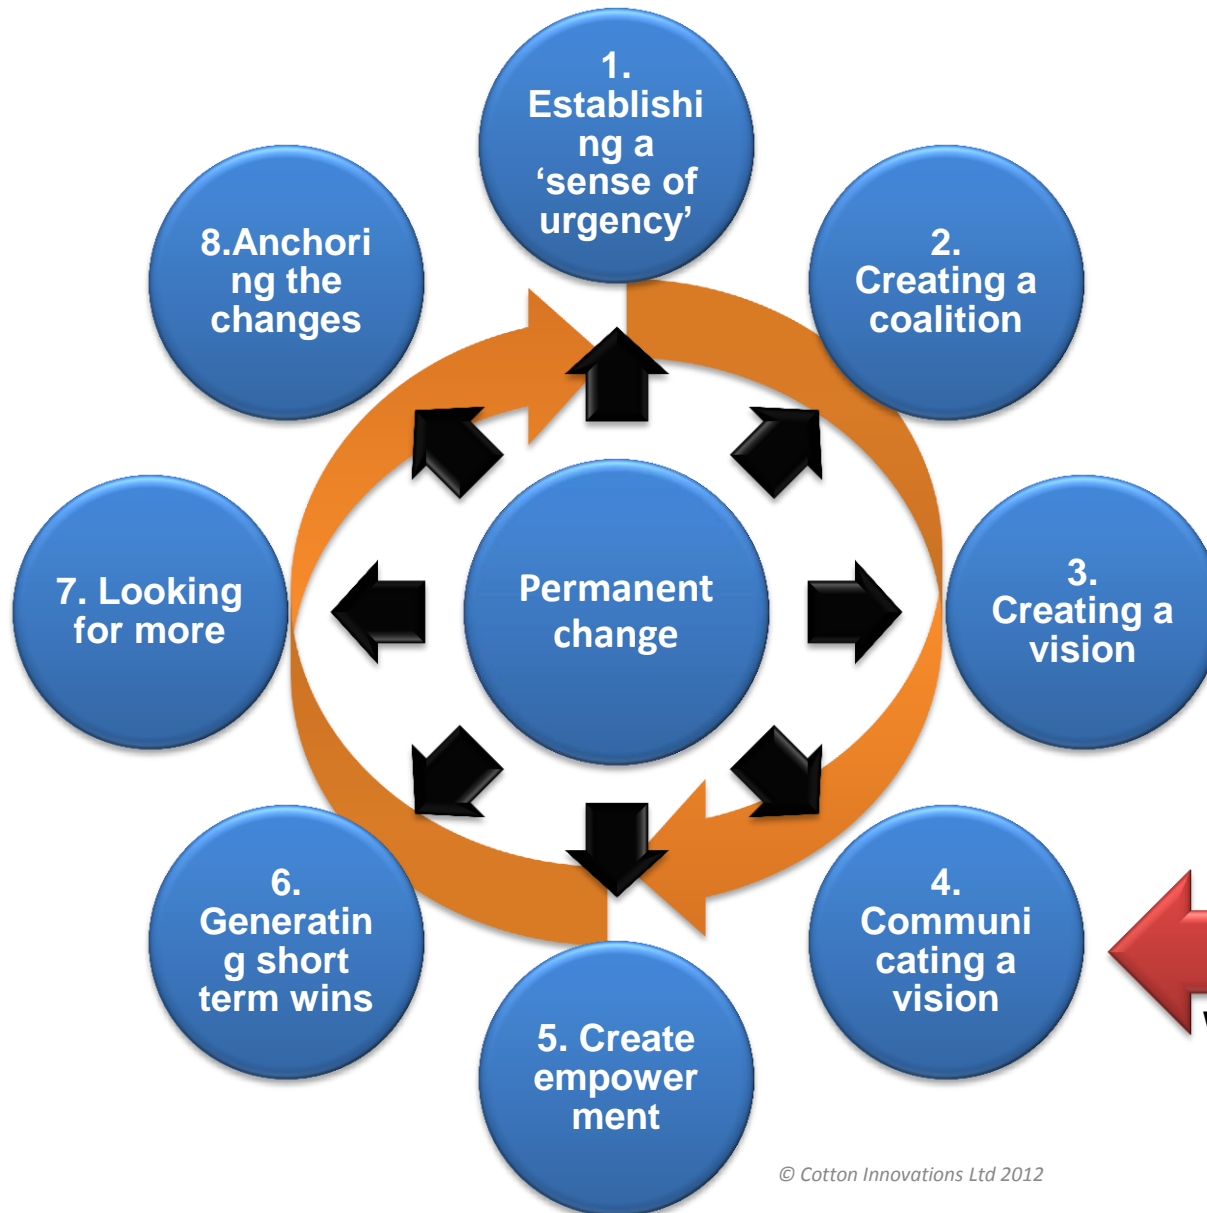 1.
Establishi
ng a
‘sense of
urgency’
2.
Creating a
coalition
3.
Creating a
vision
4.
Communi
cating a
vision
5. Create
empower
ment
6.
Generatin
g short
term wins
7. Looking
for more
8.Anchori
ng the
changes
Permanent
change
© Cotton Innovations Ltd 2012